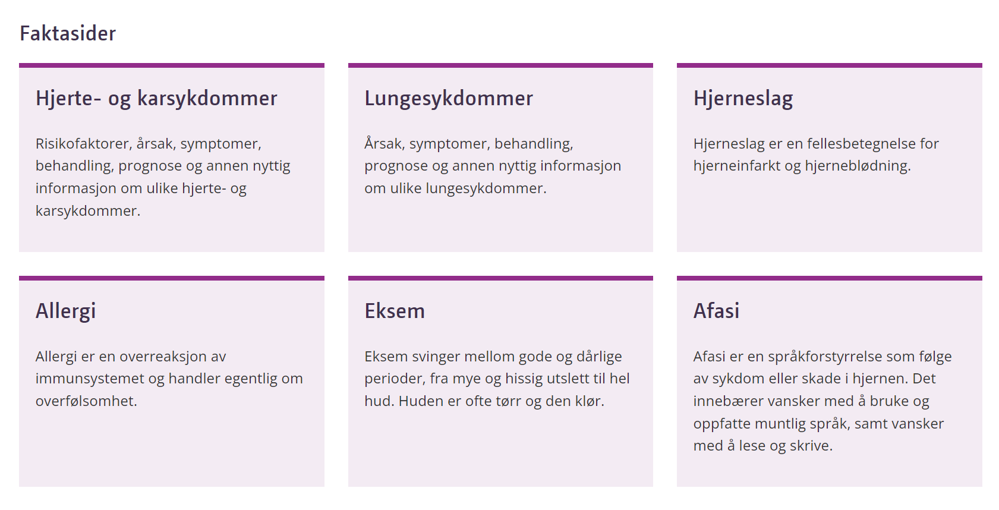 Faktasider
Hjerte- og karsykdommer
Risikofaktorer, årsak, symptomer,
behandling, prognose og annen nyttig
informasjon om ulike hjerte- og
karsykdommer.
Lungesykdommer
Årsak, symptomer, behandling,
prognose og annen nyttig informasjon
om ulike lungesykdommer.
Hjerneslag
Hjerneslag er en fellesbetegnelse for
hjerneinfarkt og hjerneblødning.
Allergi
Allergi er en overreaksjon av
immunsystemet og handler egentlig om
overfølsomhet.
Eksem
Eksem svinger mellom gode og dårlige
perioder, fra mye og hissig utslett til hel
hud. Huden er ofte tørr og den klør.
Afasi
Afasi er en språkforstyrrelse som følge
av sykdom eller skade i hjernen. Det
innebærer vansker med å bruke og
oppfatte muntlig språk, samt vansker
med å lese og skrive.